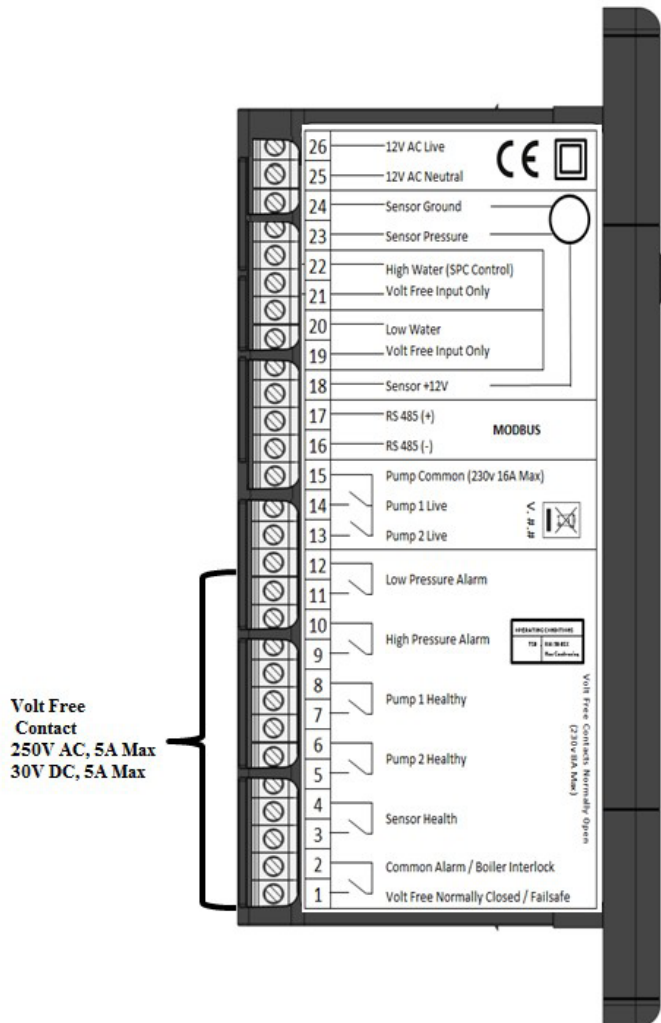 26 12V AC Live
25 12V AC Neutral
CE
24 Sensor Ground
23 Sensor Pressure
22 High Water (SPC Control)
21 Volt Free Input Only
20 Low Water
19 Volt Free Input Only
18 Sensor +12V
17 RS 485 (+)
16 RS 485 (-)
MODBUS
15 Pump Common (230v 16A Max)
14 Pump 1 Live
13 Pump 2 Live
V. #.#
12
Low Pressure Alarm
11
10
High Pressure Alarm
9
OPERATING CONDITIONS
8
Pump 1 Healthy
7
6
Pump 2 Healthy
5
4
Sensor Health
3
2 Common Alarm / Boiler Interlock
1 Volt Free Normally Closed / Failsafe
Volt Free Contacts Normally Open
(230v 8A Max)
Volt Free
Contact
250V AC, 5A Max
30V DC, 5A Max